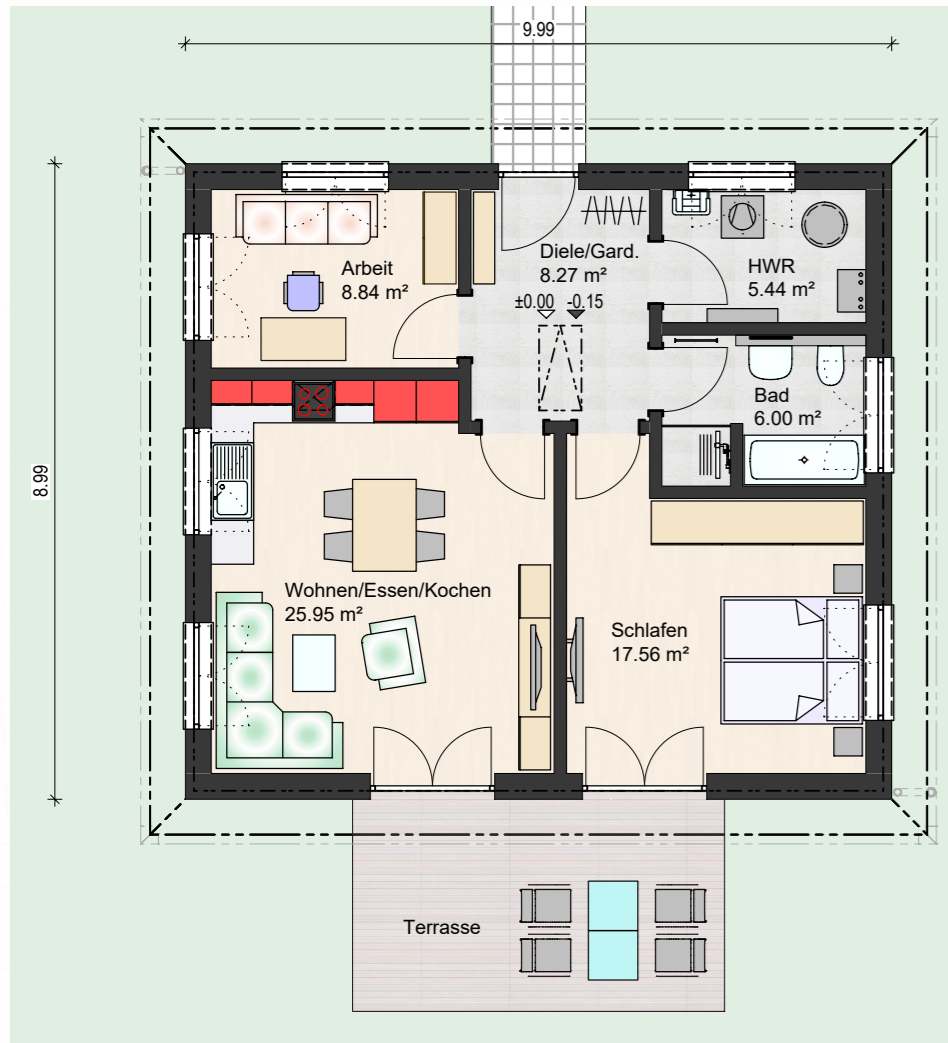 9.99
Arbeit
8.84 m²
Diele/Gard.
8.27 m²
±0.00 -0.15
HWR
5.44 m²
Bad
6.00 m²
8.99
Wohnen/Essen/Kochen
25.95 m²
Schlafen
17.56 m²
Terrasse